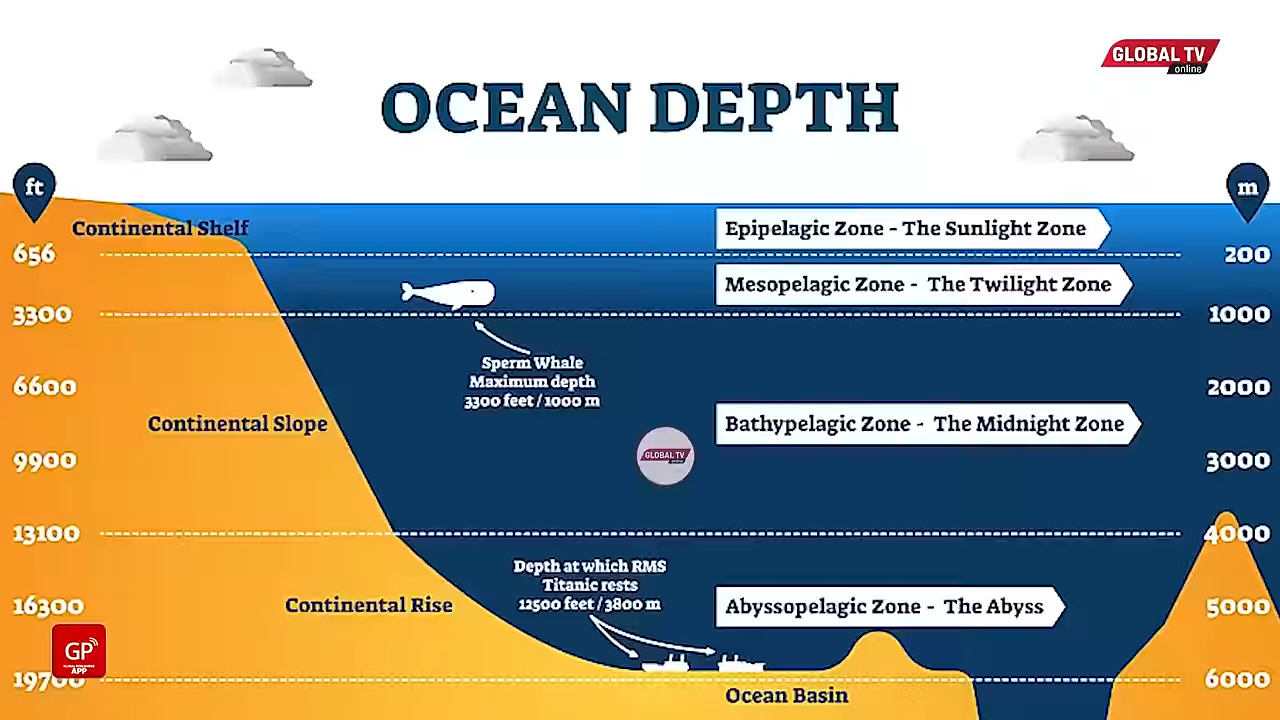 GLOBAL TV
online
OCEAN DEPTH
ft
m
Continental Shelf
Epipelagic Zone - The Sunlight Zone
656
200
Mesopelagic Zone - The Twilight Zone
3300
1000
Sperm Whale
Maximum depth
3300 feet / 1000 m
6600
2000
Continental Slope
Bathypelagic Zone - The Midnight Zone
GLOBAL TV
online
9900
3000
13100
4000
Depth at which RMS
Titanic rests
12500 feet / 3800 m
16300
Continental Rise
Abyssopelagic Zone - The Abyss
5000
GP
APP
19700
6000
Ocean Basin